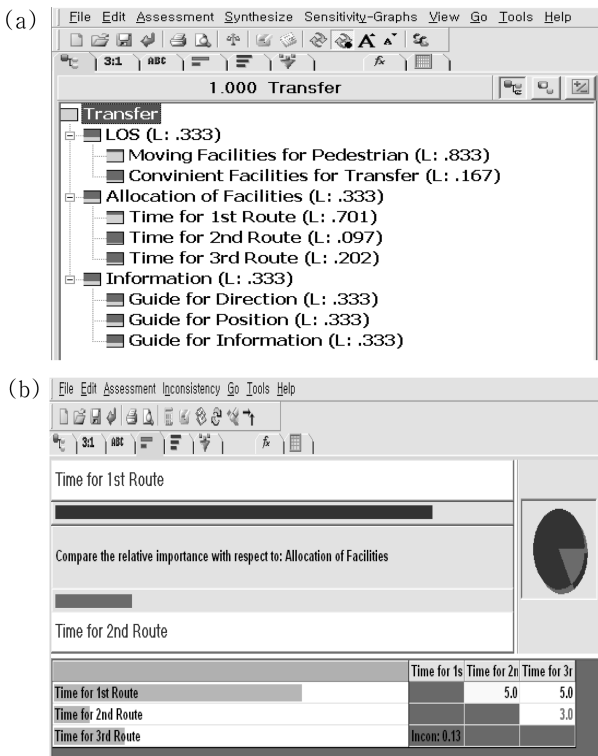 (a)
File Edit Assessment Synthesize Sensitivity-Graphs View Go Tools Help
3:1 ABC fx
1.000 Transfer
Transfer
LOS (L: .333)
Moving Facilities for Pedestrian (L: .833)
Convinient Facilities for Transfer (L: .167)
Allocation of Facilities (L: .333)
Time for 1st Route (L: .701)
Time for 2nd Route (L: .097)
Time for 3rd Route (L: .202)
Information (L: .333)
Guide for Direction (L: .333)
Guide for Position (L: .333)
Guide for Information (L: .333)
(b)
File Edit Assessment Inconsistency Go Tools Help
3:1 ABC fx
Time for 1st Route
Compare the relative importance with respect to: Allocation of Facilities
Time for 2nd Route
Time for 1s Time for 2n Time for 3r
Time for 1st Route 5.0 5.0
Time for 2nd Route 3.0
Time for 3rd Route Incon: 0.13